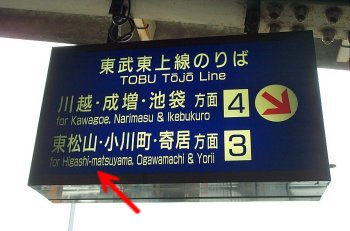 東武東上線のりば
TOBU TŌJŌ Line
川越・成増・池袋 方面 4
for Kawagoe, Narimasu & Ikebukuro
東松山・小川町・寄居 方面 3
for Higashi-matsuyama, Ogawamachi & Yorii